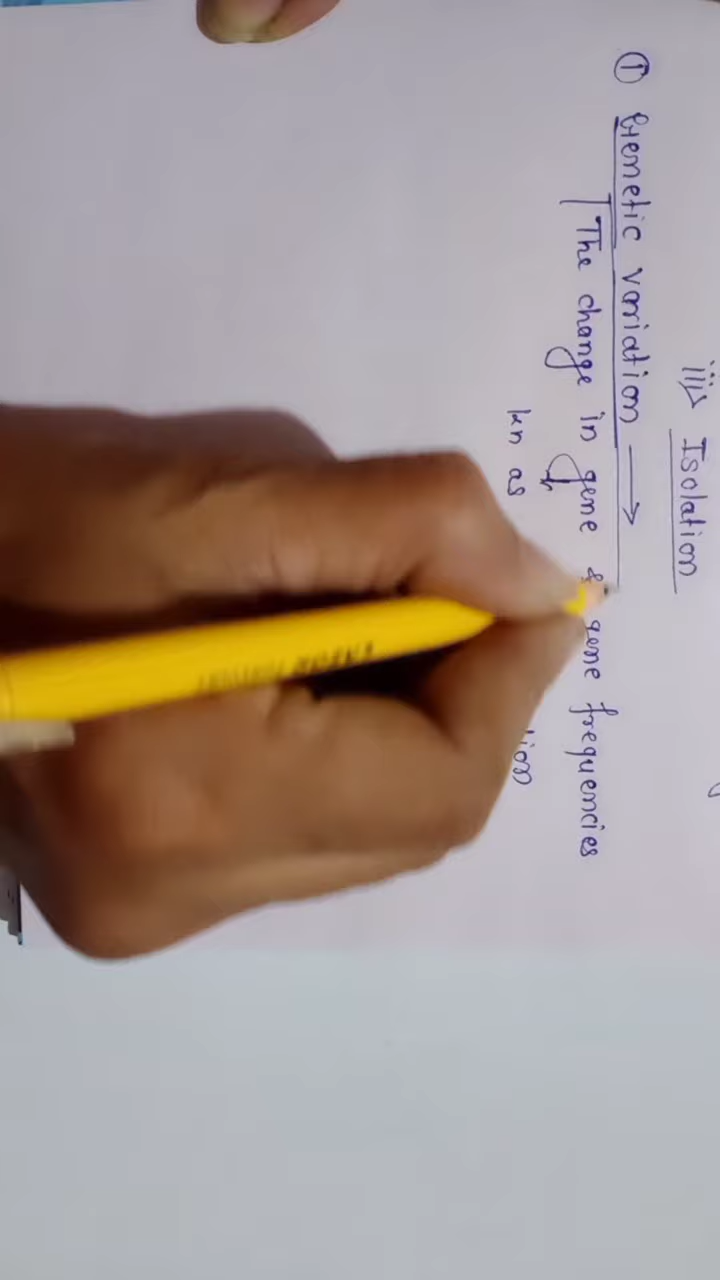 iii> Isolation
① Genetic variation →
The change in gene & gene frequencies
kn as